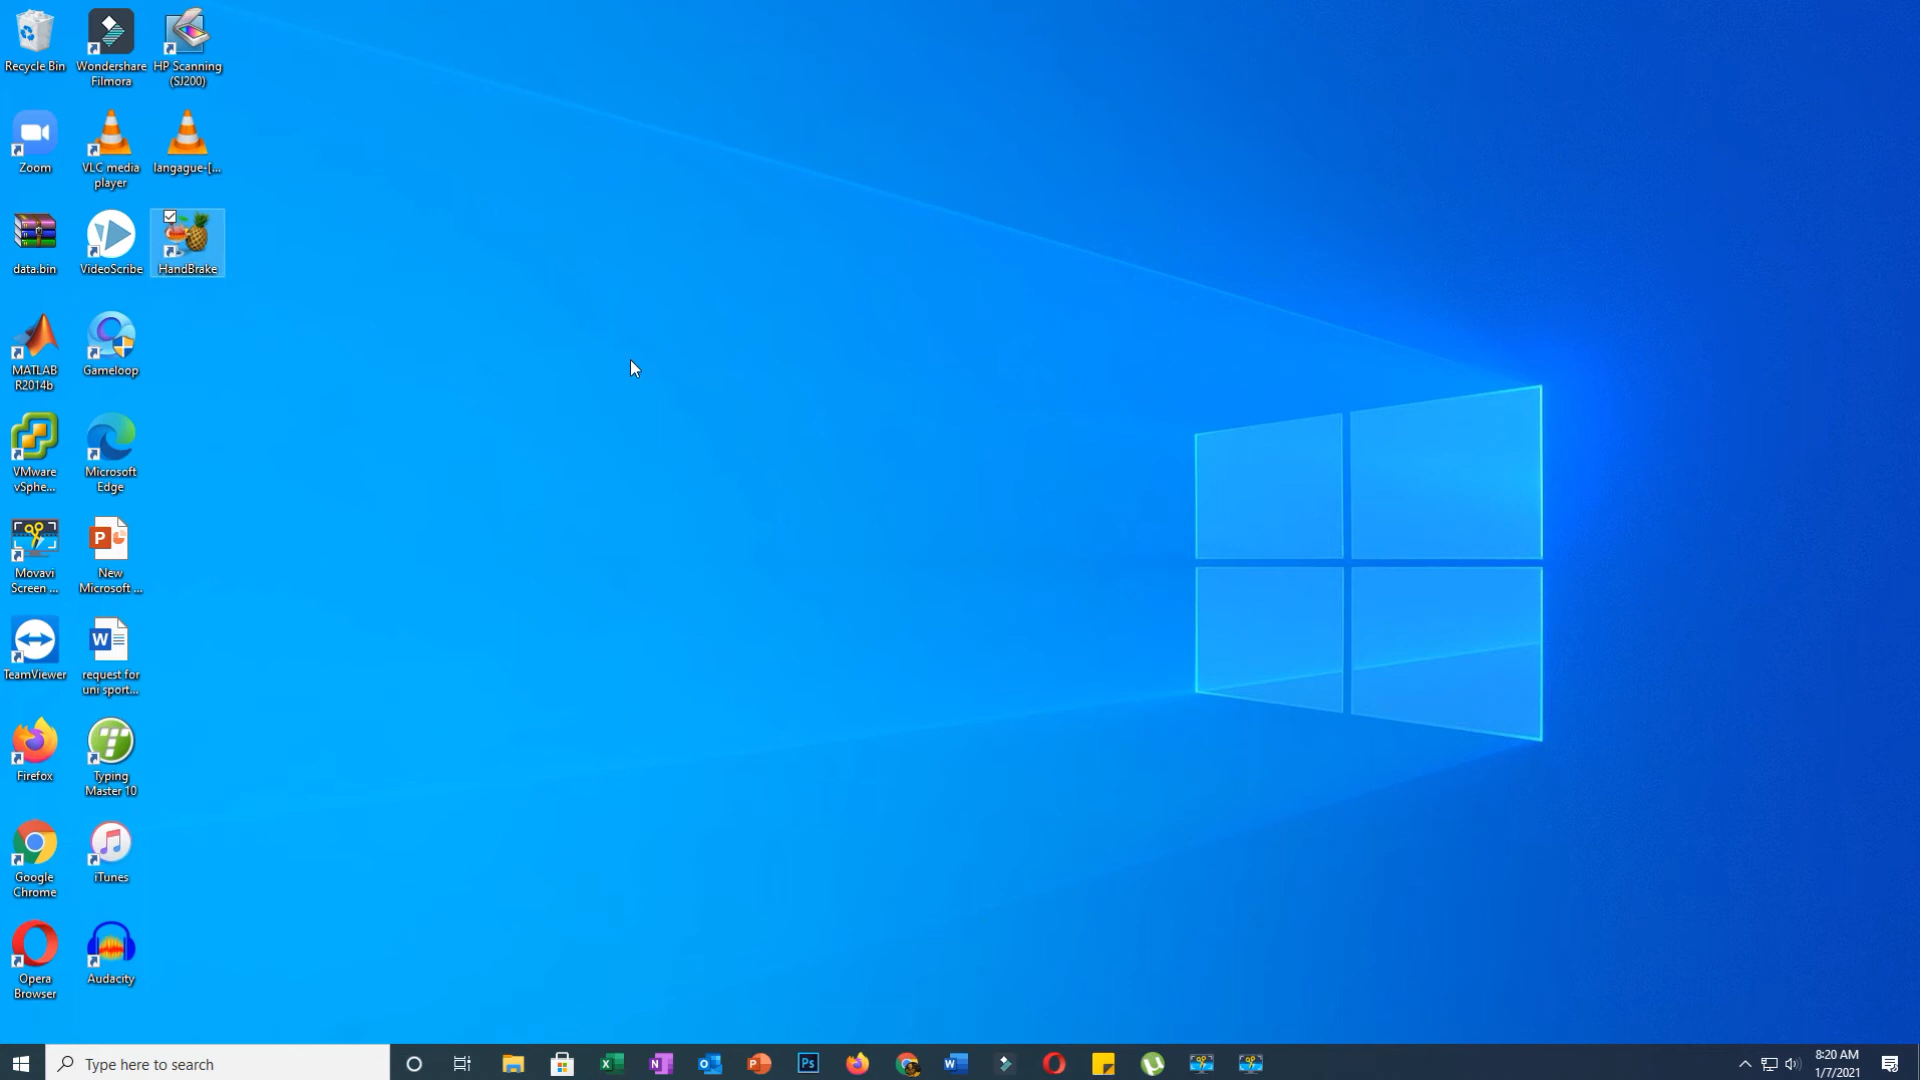 Recycle Bin
Wondershare
Filmora
HP Scanning
(SJ200)
Zoom
VLC media
player
langague-[...
data.bin
VideoScribe
HandBrake
MATLAB
R2014b
Gameloop
VMware
vSphe...
Microsoft
Edge
Movavi
Screen ...
New
Microsoft ...
TeamViewer
request for
uni sport...
Firefox
Typing
Master 10
Google
Chrome
iTunes
Opera
Browser
Audacity
Type here to search
8:20 AM
1/7/2021